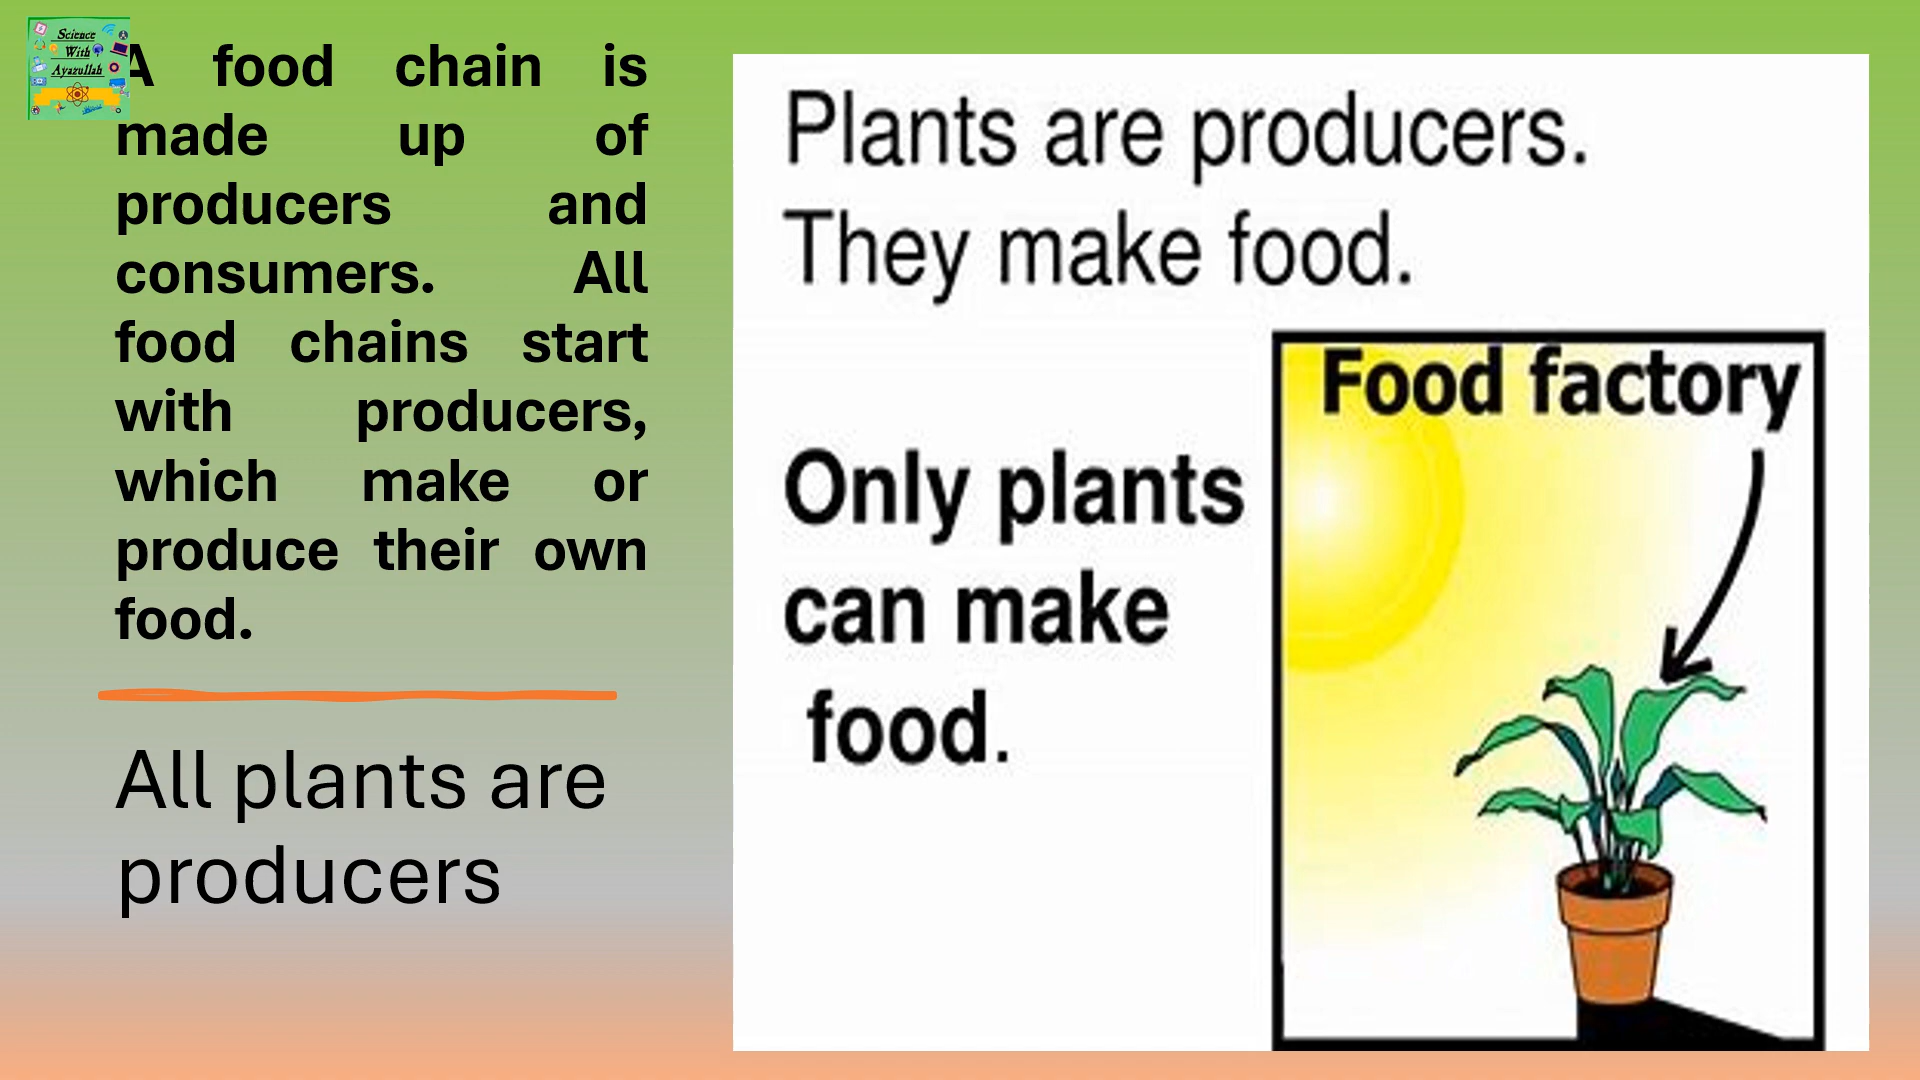 Science
With
Ayazullah
A food chain is
made up of
producers and
consumers. All
food chains start
with producers,
which make or
produce their own
food.
All plants are
producers
Plants are producers.
They make food.
Only plants
can make
food.
Food factory